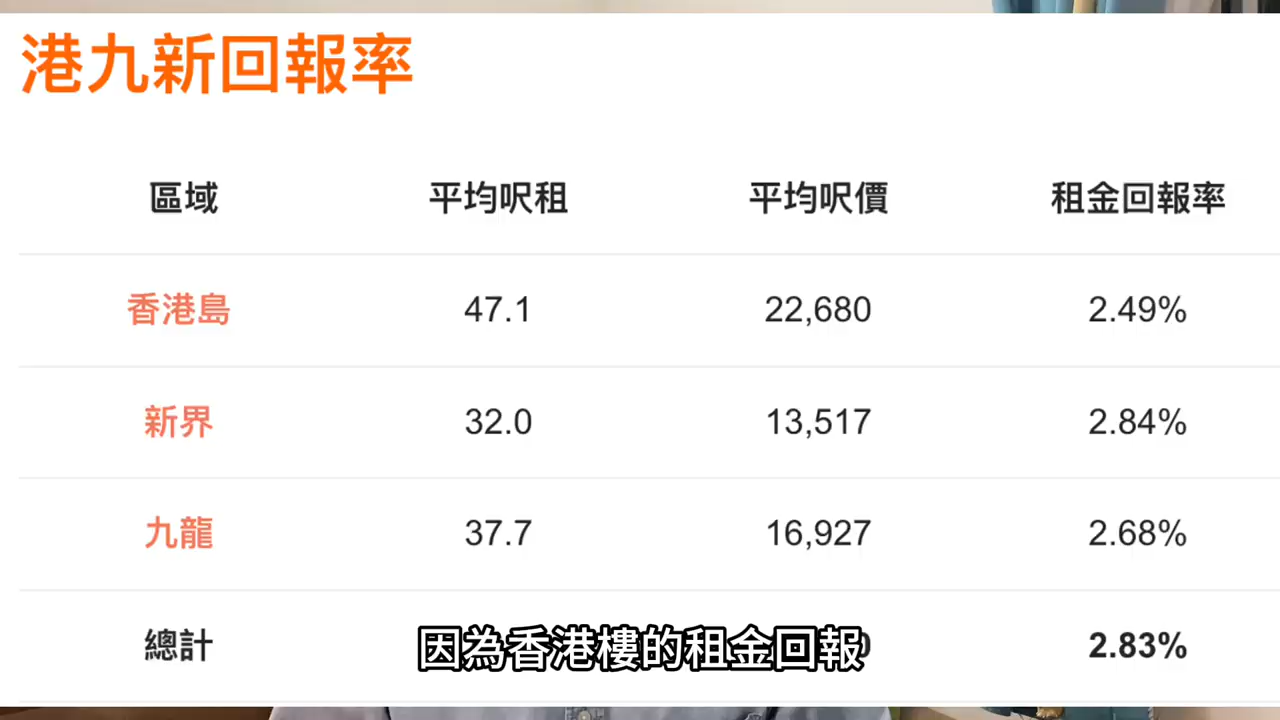 港九新回報率
區域 平均呎租 平均呎價 租金回報率
香港島 47.1 22,680 2.49%
新界 32.0 13,517 2.84%
九龍 37.7 16,927 2.68%
總計 2.83%
因為香港樓的租金回報